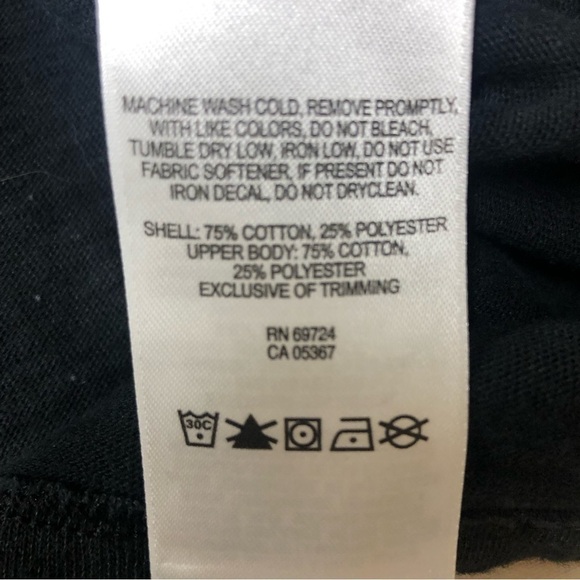 MACHINE WASH COLD, REMOVE PROMPTLY,
WITH LIKE COLORS, DO NOT BLEACH,
TUMBLE DRY LOW, IRON LOW, DO NOT USE
FABRIC SOFTENER, IF PRESENT DO NOT
IRON DECAL, DO NOT DRYCLEAN.
SHELL: 75% COTTON, 25% POLYESTER
UPPER BODY: 75% COTTON,
25% POLYESTER
EXCLUSIVE OF TRIMMING
RN 69724
CA 05367
30C